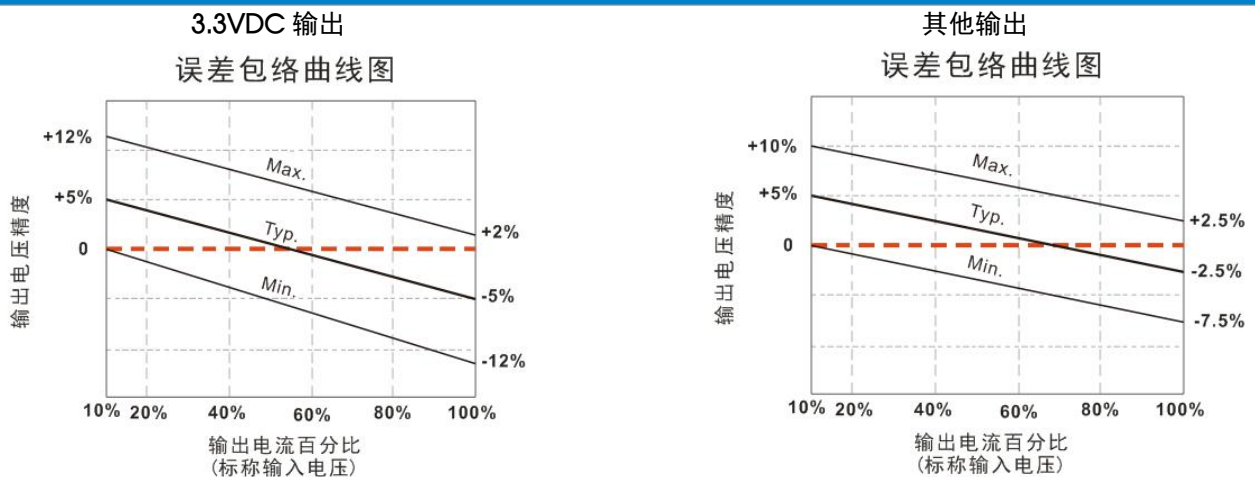 3.3VDC 输出
误差包络曲线图
+12%
+5%
0
Max.
Typ.
Min.
+2%
-5%
-12%
输出电压精度
10% 20% 40% 60% 80% 100%
输出电流百分比
(标称输入电压)
其他输出
误差包络曲线图
+10%
+5%
0
Max.
Typ.
Min.
+2.5%
-2.5%
-7.5%
输出电压精度
10% 20% 40% 60% 80% 100%
输出电流百分比
(标称输入电压)